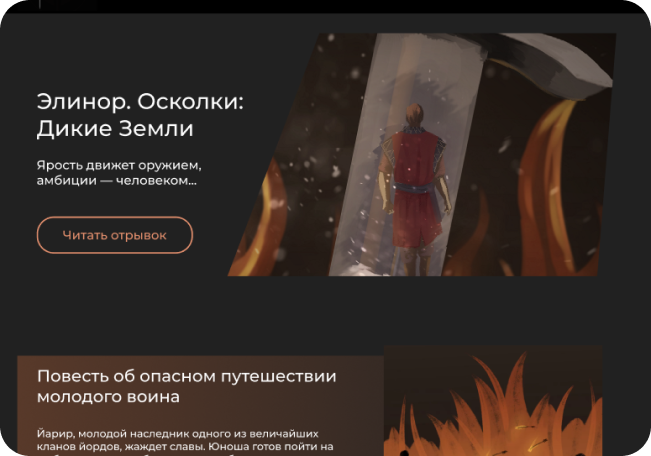 Элинор. Осколки:
Дикие Земли
Ярость движет оружием,
амбиции — человеком...
Читать отрывок
Повесть об опасном путешествии
молодого воина
Йарир, молодой наследник одного из величайших
кланов йордов, жаждет славы. Юноша готов пойти на